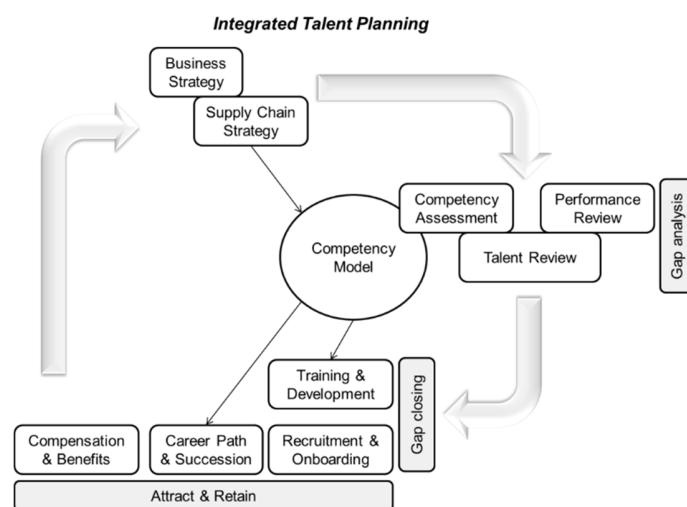 Integrated Talent Planning
Business
Strategy
Supply Chain
Strategy
Competency
Model
Competency
Assessment
Performance
Review
Talent Review
Gap analysis
Training &
Development
Gap closing
Compensation
& Benefits
Career Path
& Succession
Recruitment &
Onboarding
Attract & Retain